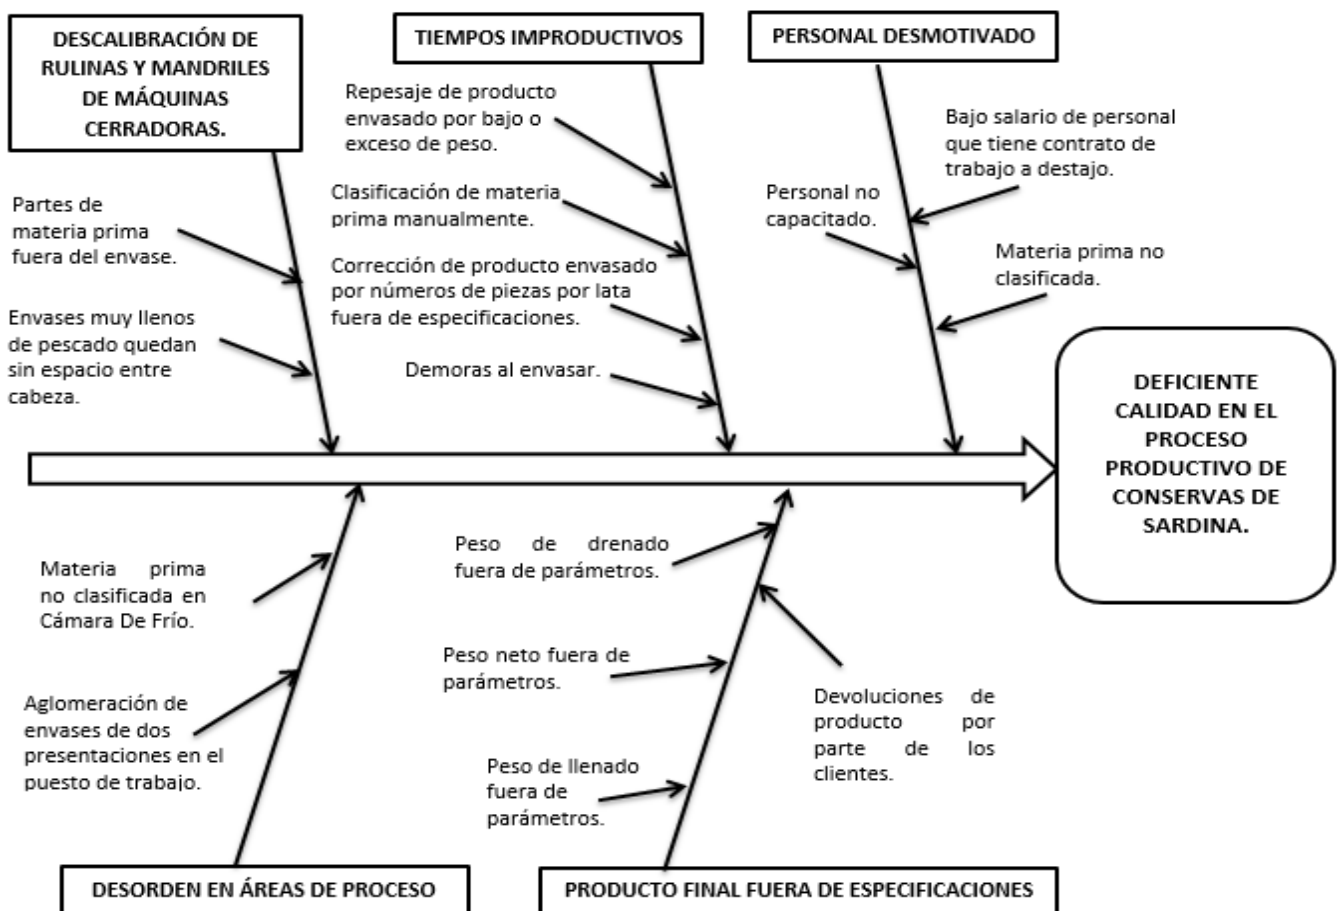 DESCALIBRACIÓN DE
RULINAS Y MANDRILES
DE MÁQUINAS
CERRADORAS.
TIEMPOS IMPRODUCTIVOS
PERSONAL DESMOTIVADO
Partes de
materia prima
fuera del envase.
Envases muy llenos
de pescado quedan
sin espacio entre
cabeza.
Repesaje de producto
envasado por bajo o
exceso de peso.
Clasificación de materia
prima manualmente.
Corrección de producto envasado
por números de piezas por lata
fuera de especificaciones.
Demoras al envasar.
Personal no
capacitado.
Bajo salario de personal
que tiene contrato de
trabajo a destajo.
Materia prima no
clasificada.
DEFICIENTE
CALIDAD EN EL
PROCESO
PRODUCTIVO DE
CONSERVAS DE
SARDINA.
Materia prima
no clasificada en
Cámara De Frío.
Aglomeración de
envases de dos
presentaciones en el
puesto de trabajo.
Peso de drenado
fuera de parámetros.
Peso neto fuera de
parámetros.
Peso de llenado
fuera de
parámetros.
Devoluciones de
producto por
parte de los
clientes.
DESORDEN EN ÁREAS DE PROCESO
PRODUCTO FINAL FUERA DE ESPECIFICACIONES